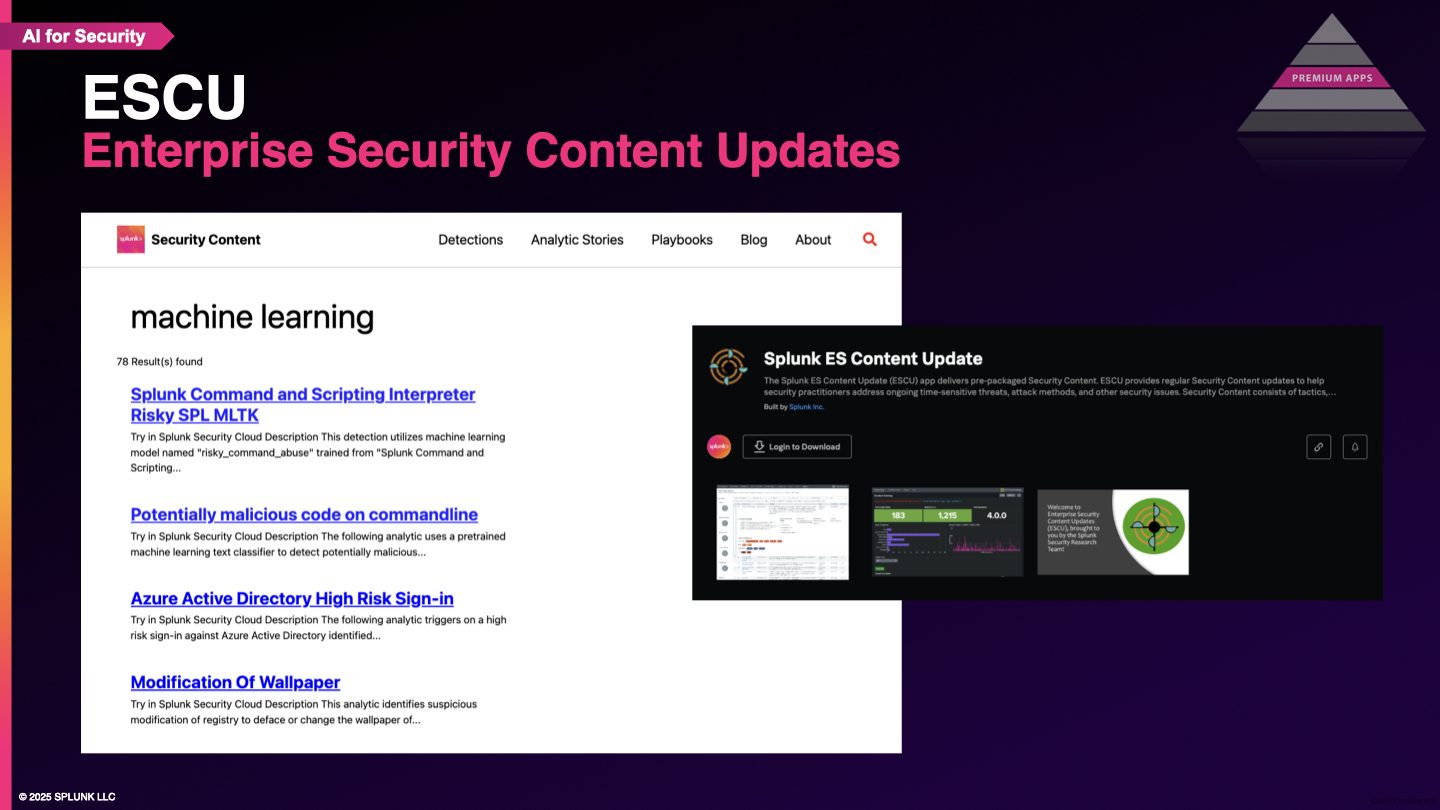 AI for Security
PREMIUM APPS
ESCU
Enterprise Security Content Updates
splunk>
Security Content
Detections
Analytic Stories
Playbooks
Blog
About
machine learning
78 Result(s) found
Splunk Command and Scripting Interpreter
Risky SPL MLTK
Try in Splunk Security Cloud Description This detection utilizes machine learning
model named "risky_command_abuse" trained from "Splunk Command and
Scripting...
Potentially malicious code on commandline
Try in Splunk Security Cloud Description The following analytic uses a pretrained
machine learning text classifier to detect potentially malicious...
Azure Active Directory High Risk Sign-in
Try in Splunk Security Cloud Description The following analytic triggers on a high
risk sign-in against Azure Active Directory identified...
Modification Of Wallpaper
Try in Splunk Security Cloud Description This analytic identifies suspicious
modification of registry to deface or change the wallpaper of...
Splunk ES Content Update
The Splunk ES Content Update (ESCU) app delivers pre-packaged Security Content. ESCU provides regular Security Content updates to help
security practitioners address ongoing time-sensitive threats, attack methods, and other security issues. Security Content consists of tactics,...
Built by Splunk Inc.
splunk>
Login to Download
183
1,215
4.0.0
Welcome to
Enterprise Security
Content Updates
(ESCU), brought to
you by the Splunk
Security Research
Team!
© 2025 SPLUNK LLC